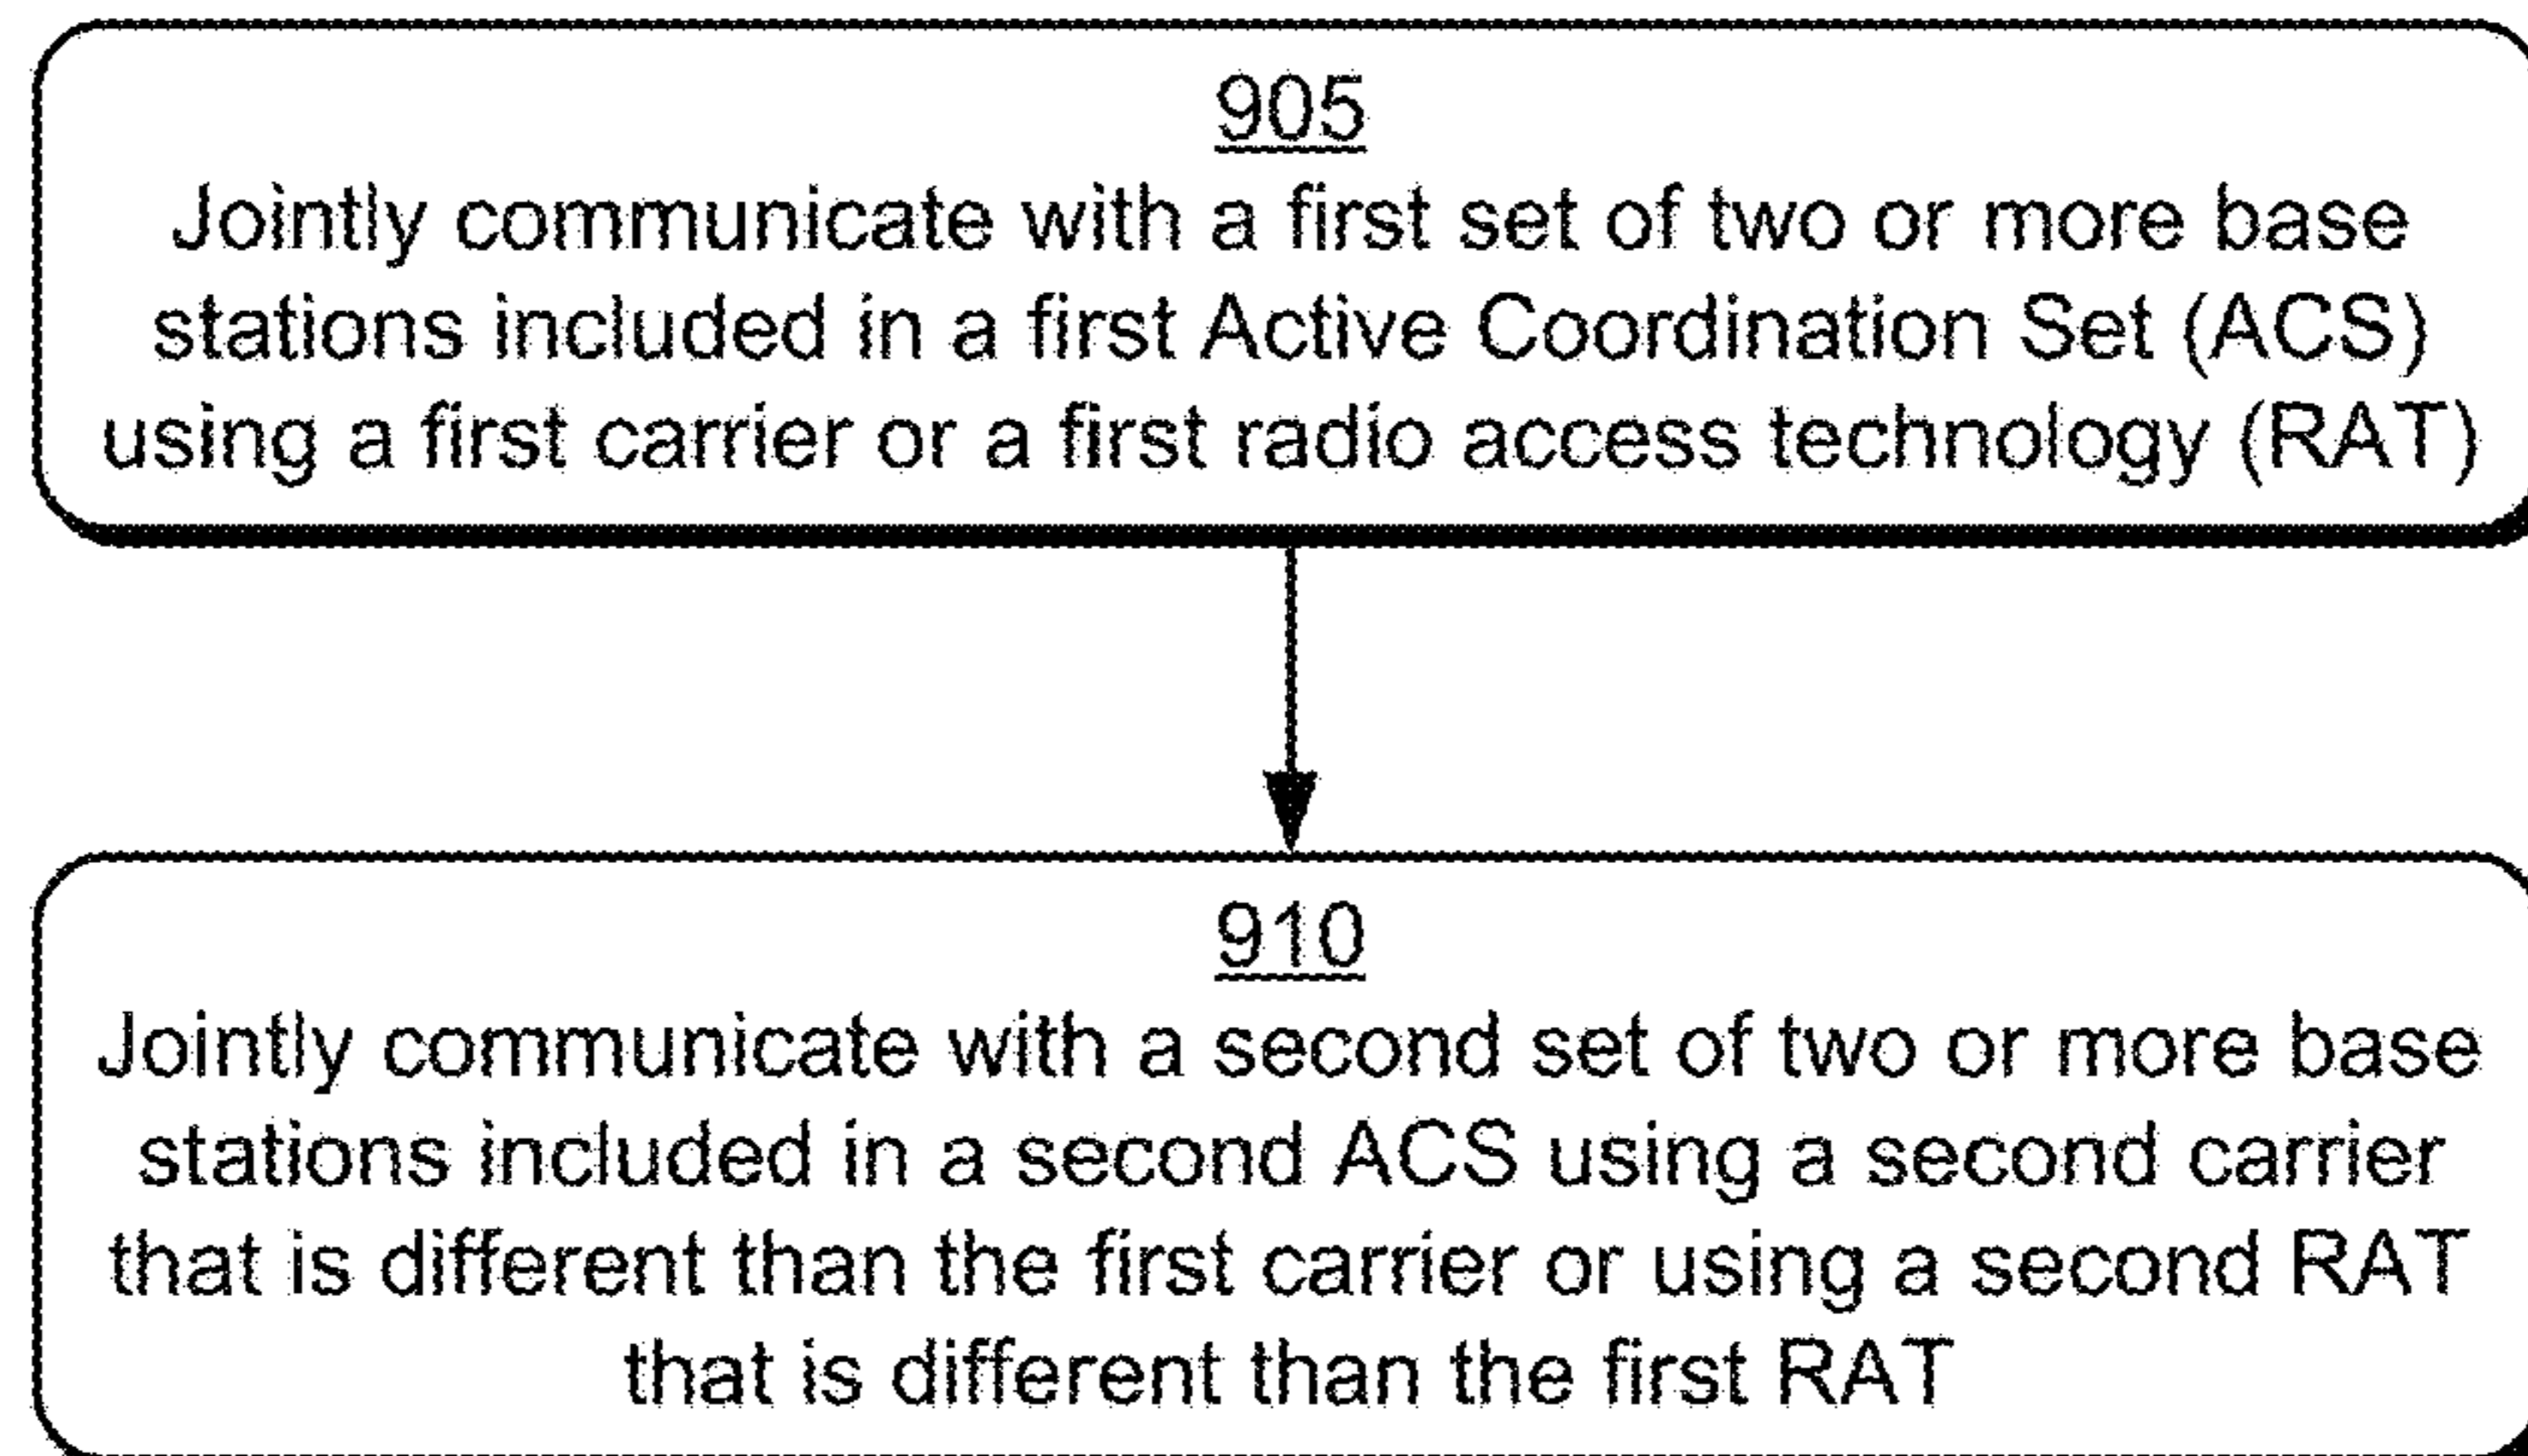 905
Jointly communicate with a first set of two or more base
stations included in a first Active Coordination Set (ACS)
using a first carrier or a first radio access technology (RAT)
910
Jointly communicate with a second set of two or more base
stations included in a second ACS using a second carrier
that is different than the first carrier or using a second RAT
that is different than the first RAT